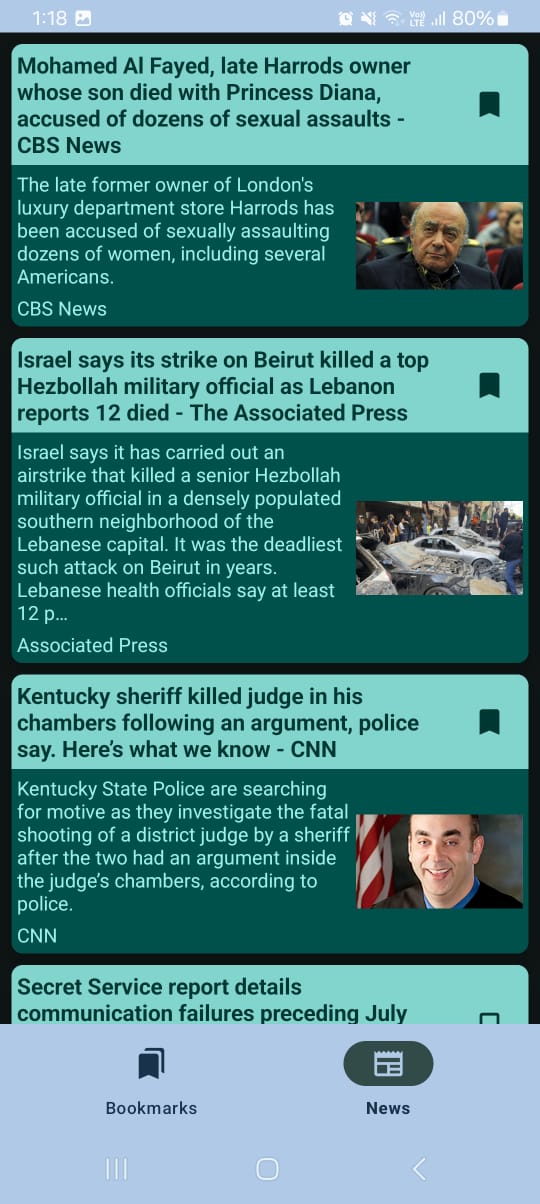 1:18
Vo))
LTE
80%
Mohamed Al Fayed, late Harrods owner
whose son died with Princess Diana,
accused of dozens of sexual assaults -
CBS News
The late former owner of London's
luxury department store Harrods has
been accused of sexually assaulting
dozens of women, including several
Americans.
CBS News
Israel says its strike on Beirut killed a top
Hezbollah military official as Lebanon
reports 12 died - The Associated Press
Israel says it has carried out an
airstrike that killed a senior Hezbollah
military official in a densely populated
southern neighborhood of the
Lebanese capital. It was the deadliest
such attack on Beirut in years.
Lebanese health officials say at least
12 p…
Associated Press
Kentucky sheriff killed judge in his
chambers following an argument, police
say. Here’s what we know - CNN
Kentucky State Police are searching
for motive as they investigate the fatal
shooting of a district judge by a sheriff
after the two had an argument inside
the judge’s chambers, according to
police.
CNN
Secret Service report details
communication failures preceding July
Bookmarks
News